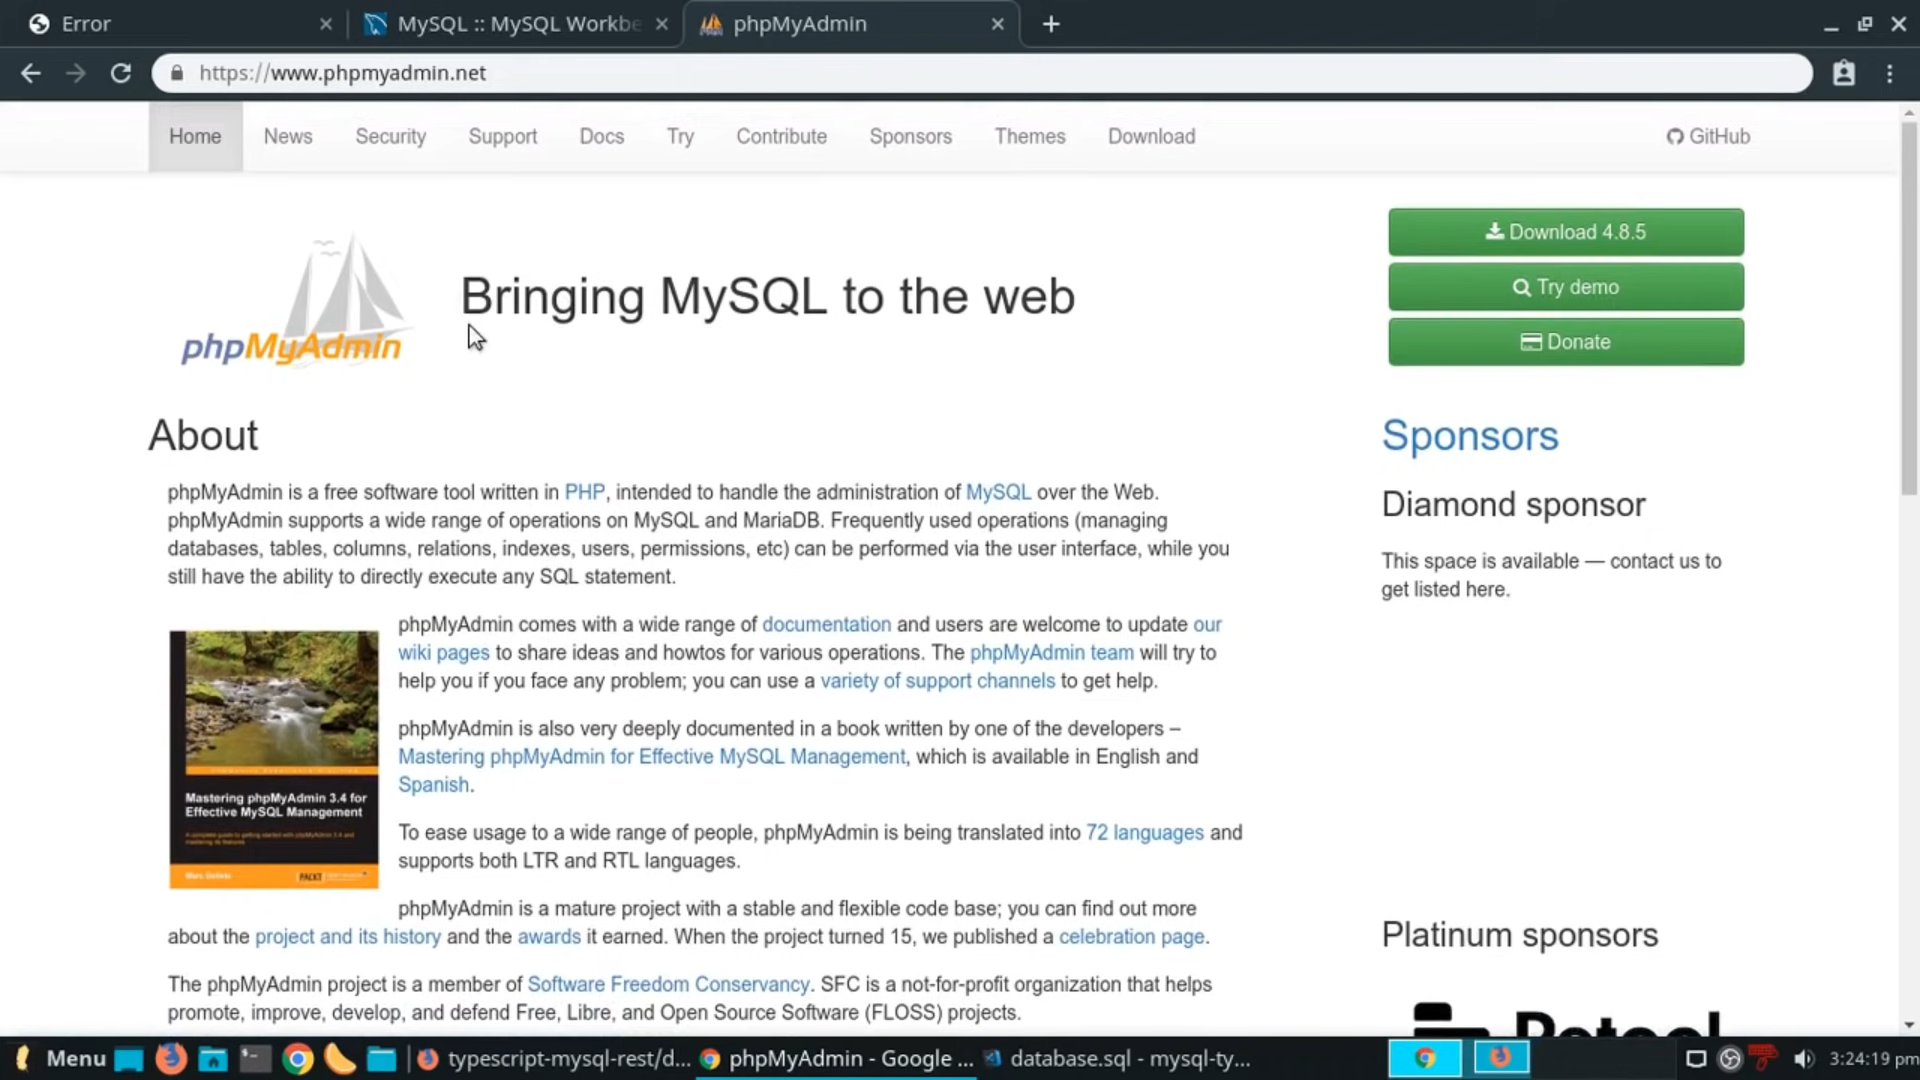 Error
MySQL :: MySQL Workbe
phpMyAdmin
https://www.phpmyadmin.net
Home
News
Security
Support
Docs
Try
Contribute
Sponsors
Themes
Download
GitHub
phpMyAdmin
Bringing MySQL to the web
Download 4.8.5
Try demo
Donate
About
phpMyAdmin is a free software tool written in PHP, intended to handle the administration of MySQL over the Web.
phpMyAdmin supports a wide range of operations on MySQL and MariaDB. Frequently used operations (managing
databases, tables, columns, relations, indexes, users, permissions, etc) can be performed via the user interface, while you
still have the ability to directly execute any SQL statement.
phpMyAdmin comes with a wide range of documentation and users are welcome to update our
wiki pages to share ideas and howtos for various operations. The phpMyAdmin team will try to
help you if you face any problem; you can use a variety of support channels to get help.
phpMyAdmin is also very deeply documented in a book written by one of the developers –
Mastering phpMyAdmin for Effective MySQL Management, which is available in English and
Spanish.
To ease usage to a wide range of people, phpMyAdmin is being translated into 72 languages and
supports both LTR and RTL languages.
phpMyAdmin is a mature project with a stable and flexible code base; you can find out more
about the project and its history and the awards it earned. When the project turned 15, we published a celebration page.
The phpMyAdmin project is a member of Software Freedom Conservancy. SFC is a not-for-profit organization that helps
promote, improve, develop, and defend Free, Libre, and Open Source Software (FLOSS) projects.
Mastering phpMyAdmin 3.4 for
Effective MySQL Management
PACKT
Sponsors
Diamond sponsor
This space is available — contact us to
get listed here.
Platinum sponsors
Menu
typescript-mysql-rest/d...
phpMyAdmin - Google ...
database.sql - mysql-ty...
3:24:19 pm